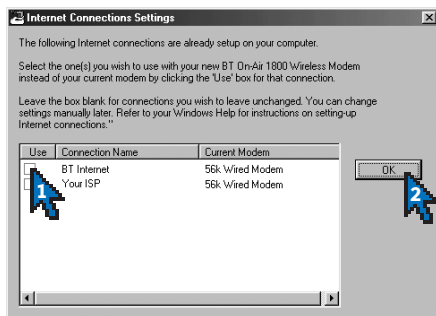 Internet Connections Settings
The following Internet connections are already setup on your computer.
Select the one(s) you wish to use with your new BT On-Air 1800 Wireless Modem
instead of your current modem by clicking the 'Use' box for that connection.
Leave the box blank for connections you wish to leave unchanged. You can change
settings manually later. Refer to your Windows Help for instructions on setting-up
Internet connections."
Use Connection Name Current Modem
BT Internet 56k Wired Modem
Your ISP 56k Wired Modem
OK
1
2